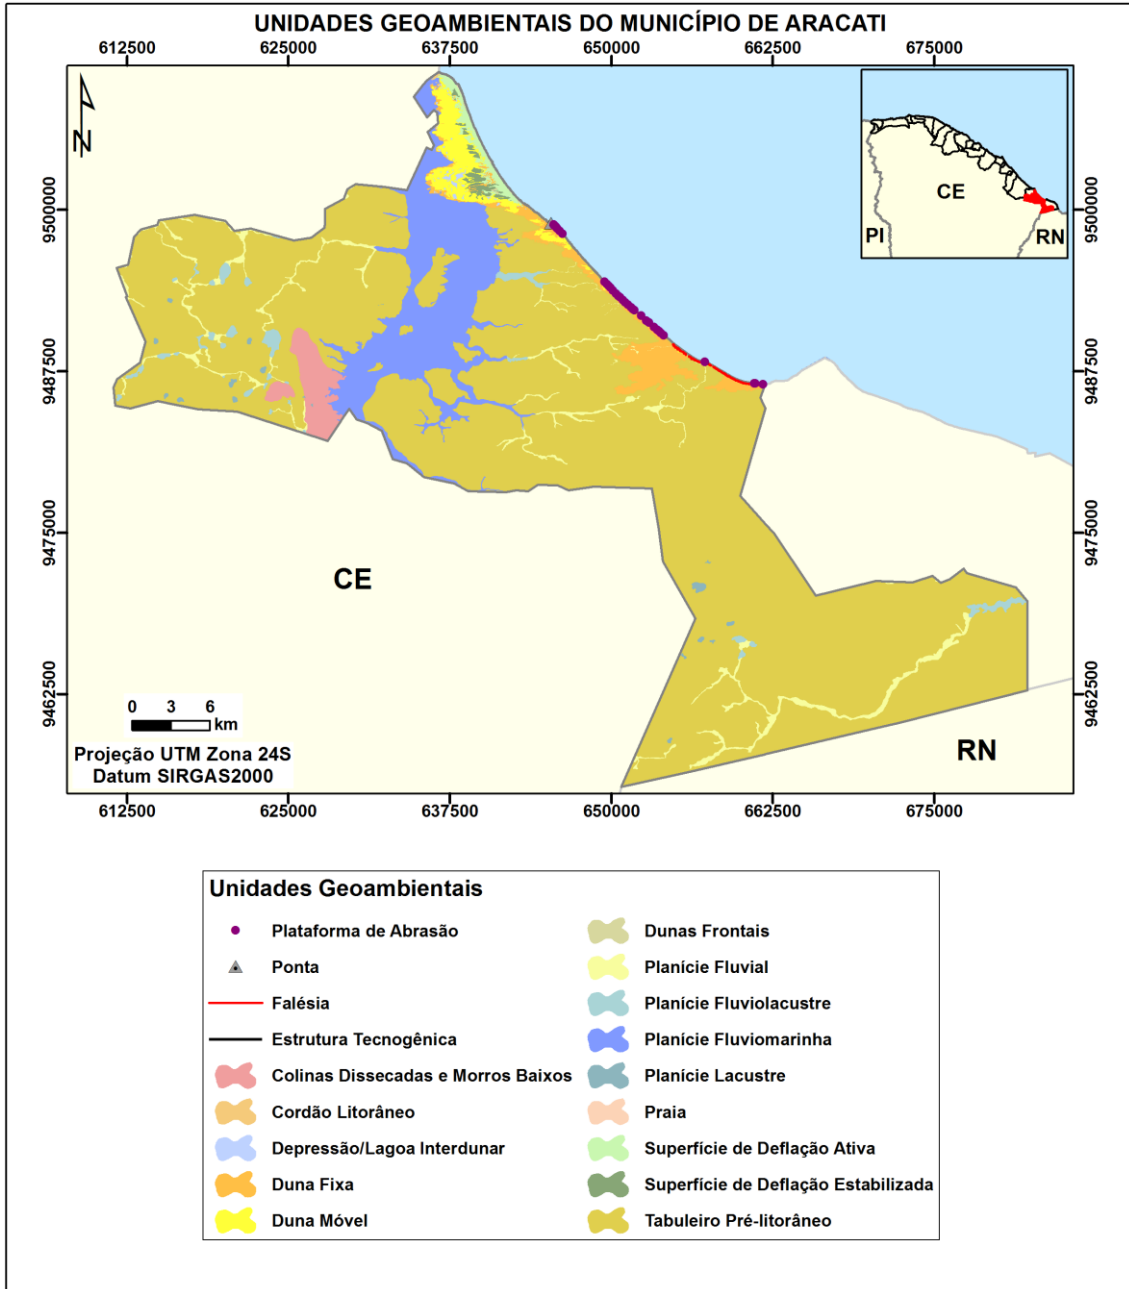 UNIDADES GEOAMBIENTAIS DO MUNICÍPIO DE ARACATI
612500 625000 637500 650000 662500 675000
N
CE
PI
RN
9500000 9500000
9487500 9487500
9475000 9475000
9462500 9462500
CE
RN
0 3 6
km
Projeção UTM Zona 24S
Datum SIRGAS2000
612500 625000 637500 650000 662500 675000
Unidades Geoambientais
Plataforma de Abrasão
Ponta
Falésia
Estrutura Tecnogênica
Colinas Dissecadas e Morros Baixos
Cordão Litorâneo
Depressão/Lagoa Interdunar
Duna Fixa
Duna Móvel
Dunas Frontais
Planície Fluvial
Planície Fluviolacustre
Planície Fluviomarinha
Planície Lacustre
Praia
Superfície de Deflação Ativa
Superfície de Deflação Estabilizada
Tabuleiro Pré-litorâneo